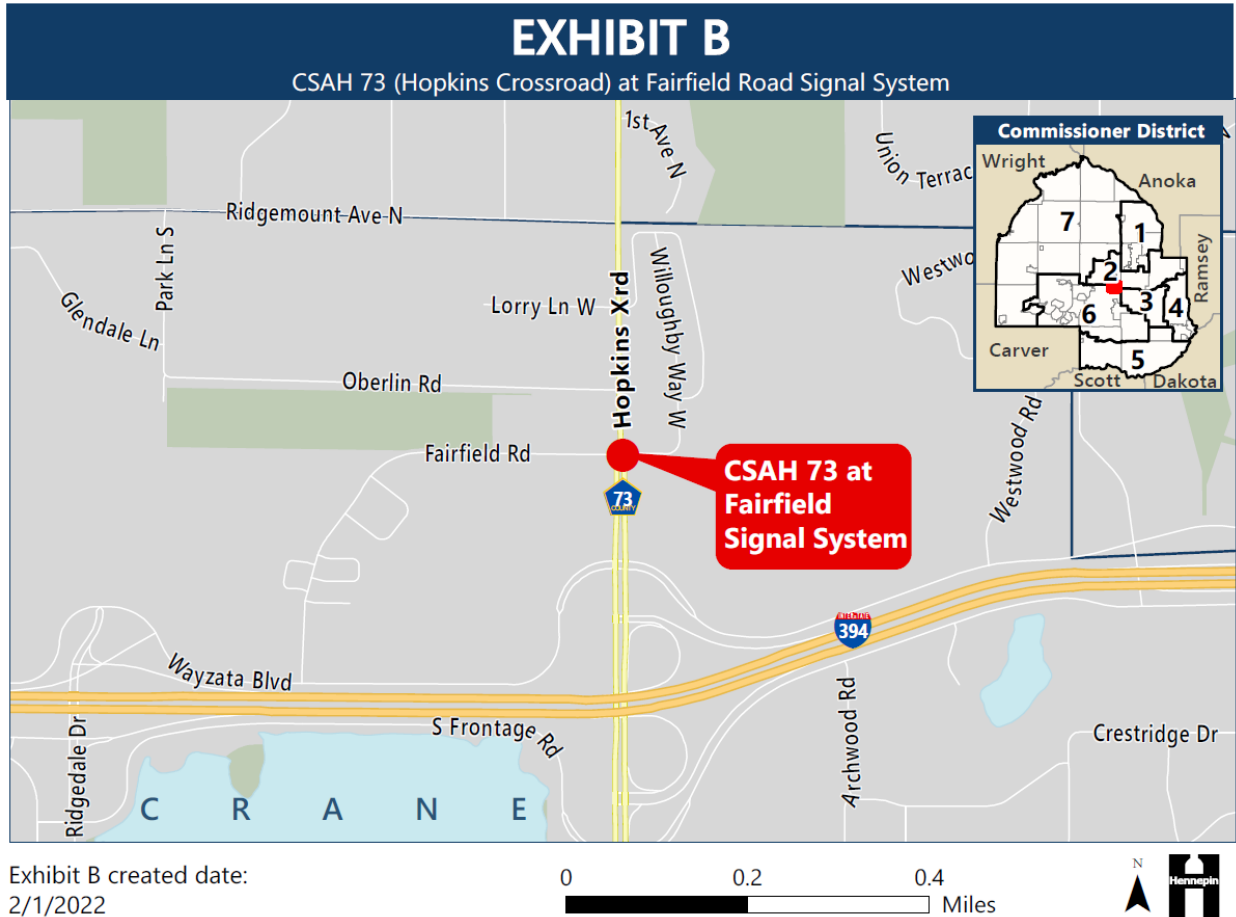 EXHIBIT B
CSAH 73 (Hopkins Crossroad) at Fairfield Road Signal System
1st Ave N
Union Terrac
Commissioner District
Wright
Anoka
7
1
2
Ramsey
3
4
6
Carver
5
Scott
Dakota
Ridgemount Ave N
Park Ln S
Glendale Ln
Lorry Ln W
Hopkins Xrd
Willoughby Way W
Westwo
Oberlin Rd
Fairfield Rd
Westwood Rd
73
COUNTY
CSAH 73 at
Fairfield
Signal System
394
Wayzata Blvd
S Frontage Rd
Ridgedale Dr
Archwood Rd
Crestridge Dr
C R A N E
Exhibit B created date:
2/1/2022
0 0.2 0.4
Miles
N
Hennepin